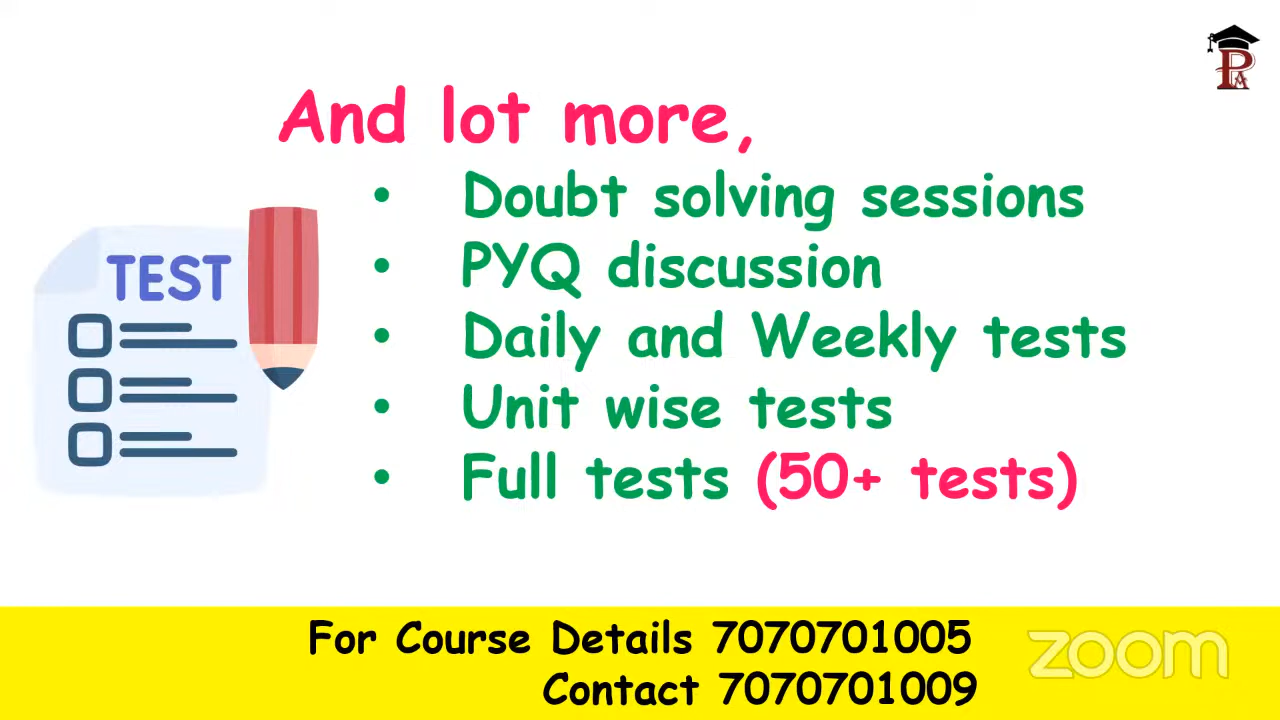 And lot more,
• Doubt solving sessions
• PYQ discussion
• Daily and Weekly tests
• Unit wise tests
• Full tests (50+ tests)
TEST
For Course Details 7070701005
Contact 7070701009
zoom
PA